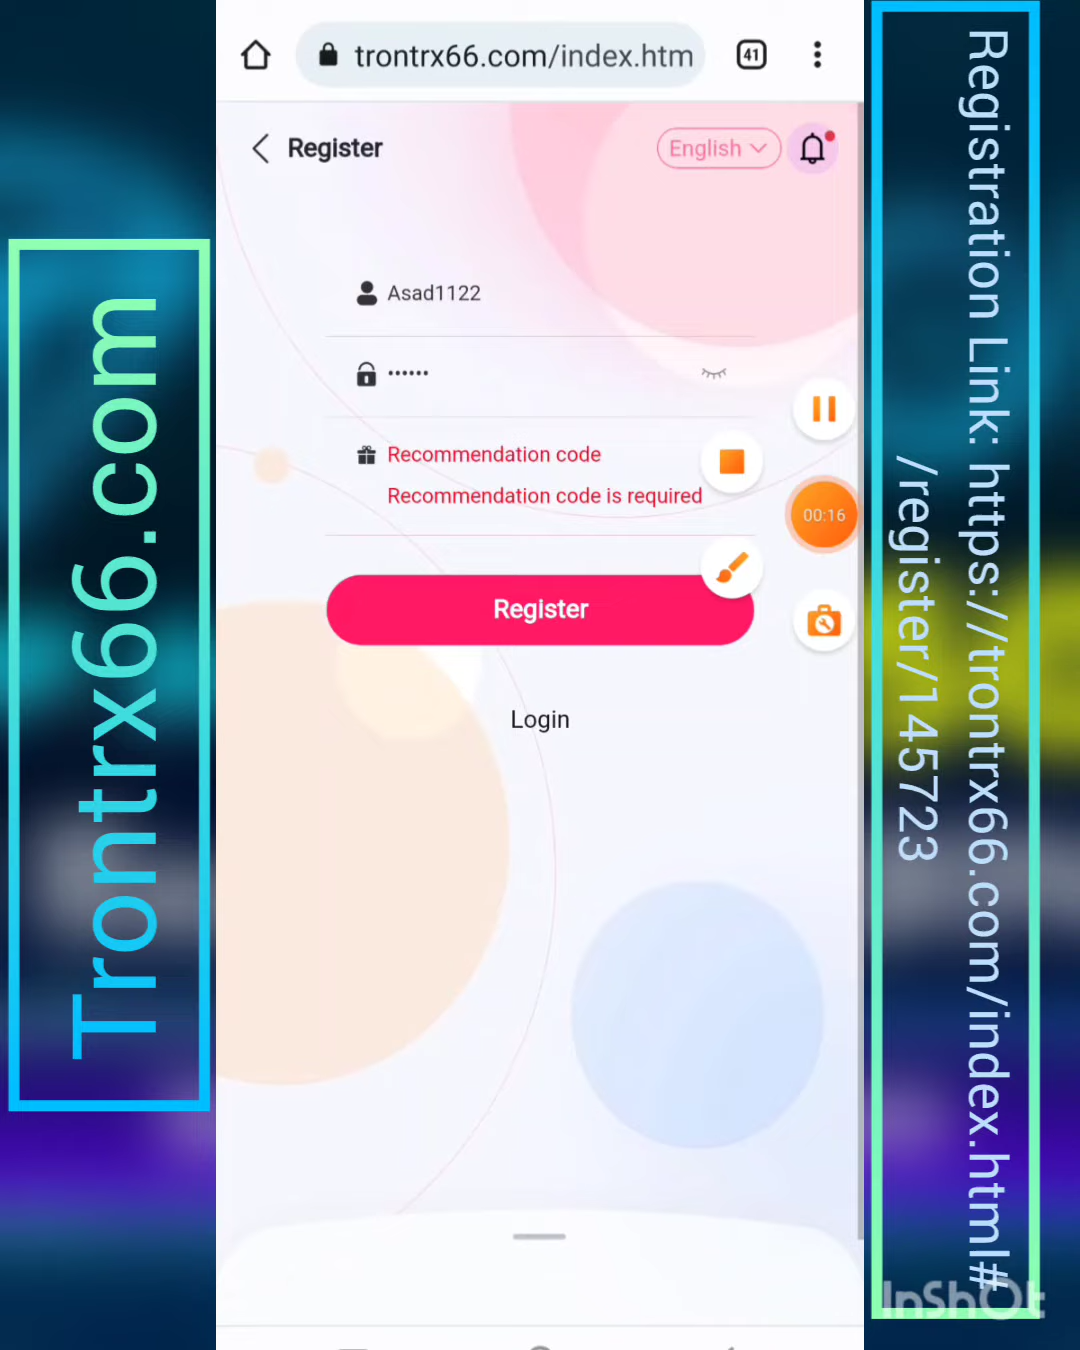 Trontrx66.com
trontrx66.com/index.htm
41
Register
English
Asad1122
••••••
Recommendation code
Recommendation code is required
00:16
Register
Login
Registration Link: https://trontrx66.com/index.html#
/register/145723
InShOt